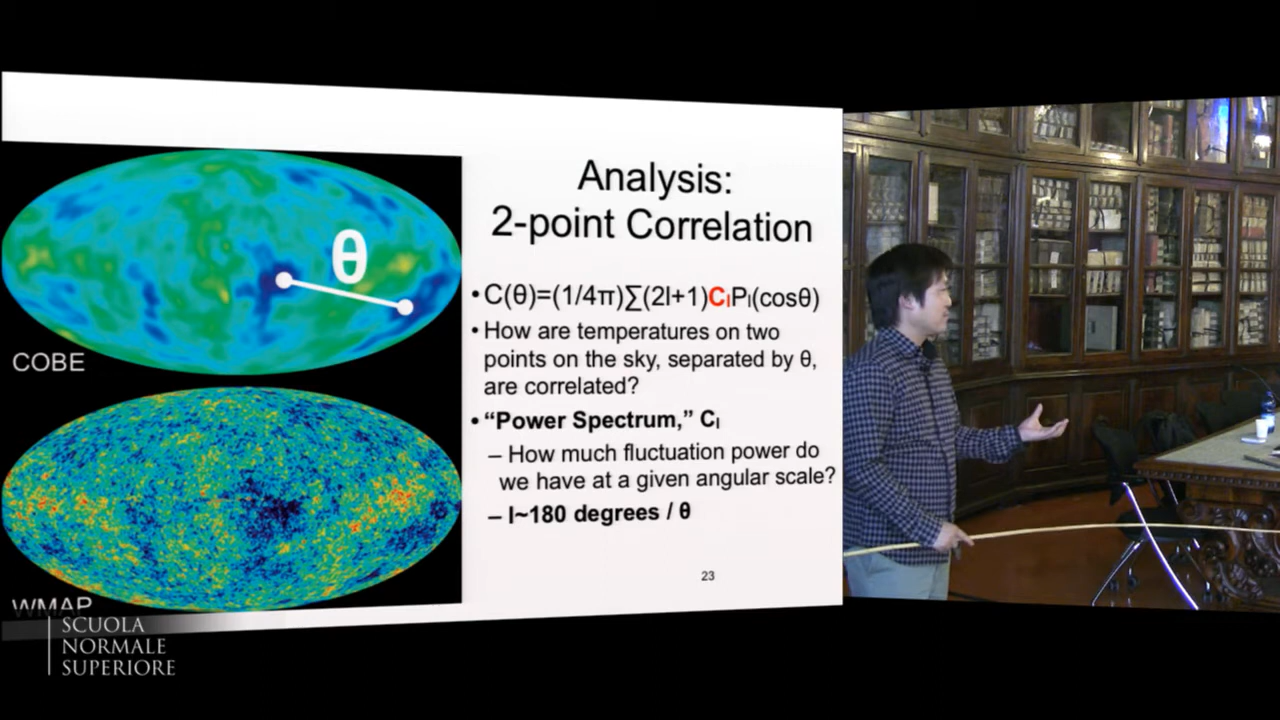 Analysis:
2-point Correlation
θ
• C(θ)=(1/4π)∑(2l+1)ClPl(cosθ)
• How are temperatures on two
points on the sky, separated by θ,
are correlated?
• “Power Spectrum,” Cl
– How much fluctuation power do
we have at a given angular scale?
– l~180 degrees / θ
23
COBE
WMAP
SCUOLA
NORMALE
SUPERIORE